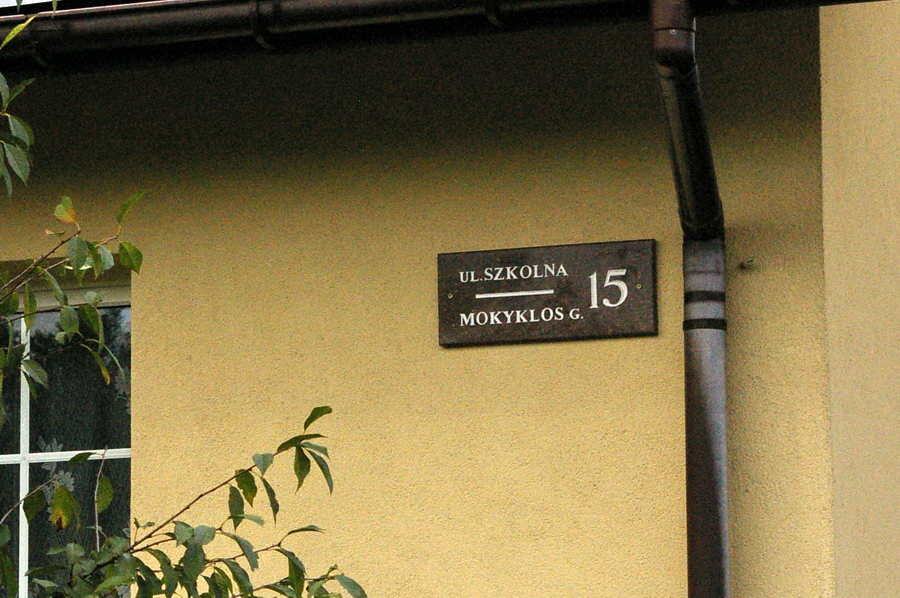 UL. SZKOLNA
MOKYKLOS G.
15